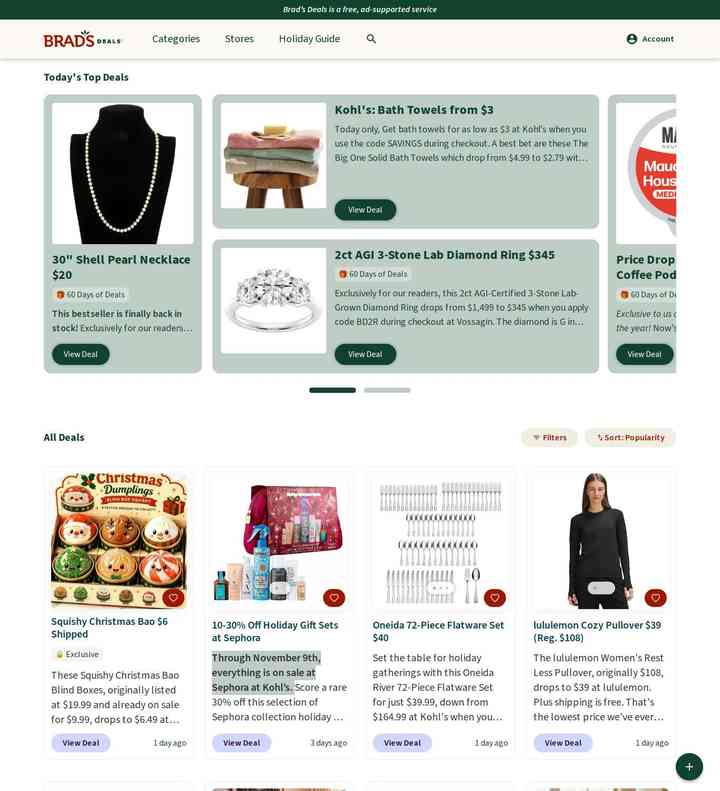 Brad's Deals is a free, ad-supported service
BRAD'S DEALS
Categories
Stores
Holiday Guide
Account
Today's Top Deals
30" Shell Pearl Necklace
$20
60 Days of Deals
This bestseller is finally back in
stock! Exclusively for our readers...
View Deal
Kohl's: Bath Towels from $3
Today only, Get bath towels for as low as $3 at Kohl's when you
use the code SAVINGS during checkout. A best bet are these The
Big One Solid Bath Towels which drop from $4.99 to $2.79 wit...
View Deal
2ct AGI 3-Stone Lab Diamond Ring $345
60 Days of Deals
Exclusively for our readers, this 2ct AGI-Certified 3-Stone Lab-
Grown Diamond Ring drops from $1,499 to $345 when you apply
code BD2R during checkout at Vossagin. The diamond is G in...
View Deal
Price Drop
Coffee Pod
60 Days of D
Exclusive to us
the year! Now'
View Deal
All Deals
Filters
Sort: Popularity
Christmas
Dumplings
Squishy Christmas Bao $6
Shipped
Exclusive
These Squishy Christmas Bao
Blind Boxes, originally listed
at $19.99 and already on sale
for $9.99, drops to $6.49 at...
View Deal
1 day ago
10-30% Off Holiday Gift Sets
at Sephora
Through November 9th,
everything is on sale at
Sephora at Kohl's. Score a rare
30% off this selection of
Sephora collection holiday ...
View Deal
3 days ago
Oneida 72-Piece Flatware Set
$40
Set the table for holiday
gatherings with this Oneida
River 72-Piece Flatware Set
for just $39.99, down from
$164.99 at Kohl's when you...
View Deal
1 day ago
lululemon Cozy Pullover $39
(Reg. $108)
The lululemon Women's Rest
Less Pullover, originally $108,
drops to $39 at lululemon.
Plus shipping is free. That's
the lowest price we've ever...
View Deal
1 day ago